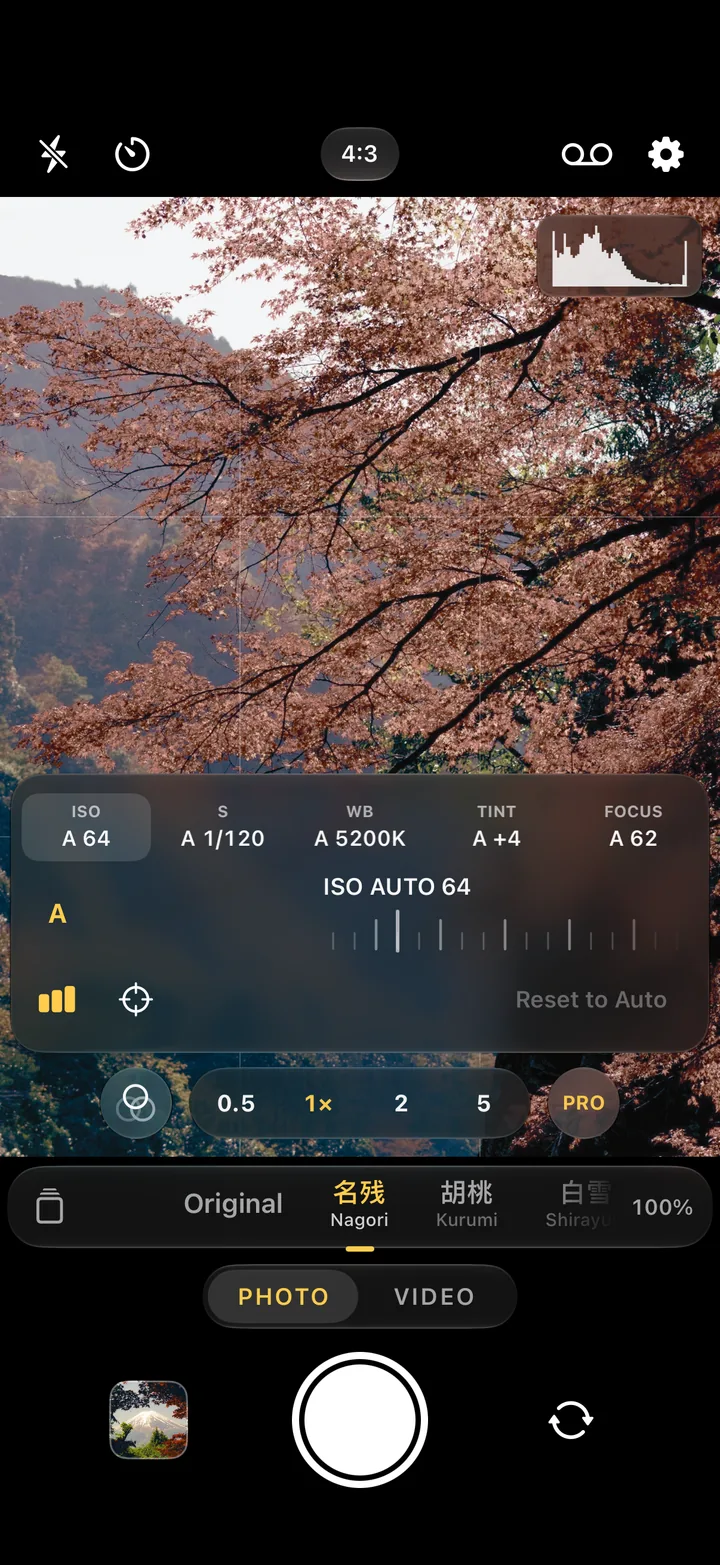 4:3
ISO S WB TINT FOCUS
A 64 A 1/120 A 5200K A +4 A 62
ISO AUTO 64
A
Reset to Auto
0.5 1× 2 5 PRO
Original 名残 胡桃 白雪 100%
Nagori Kurumi Shirayu
PHOTO VIDEO